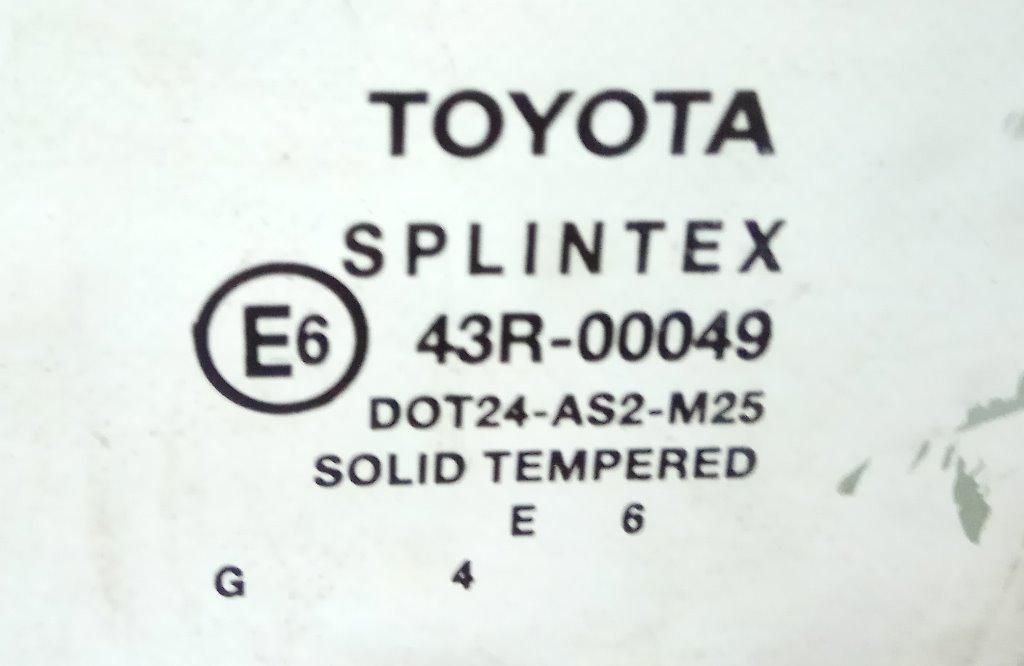 TOYOTA
SPLINTEX
E6 43R-00049
DOT24-AS2-M25
SOLID TEMPERED
E 6
G 4